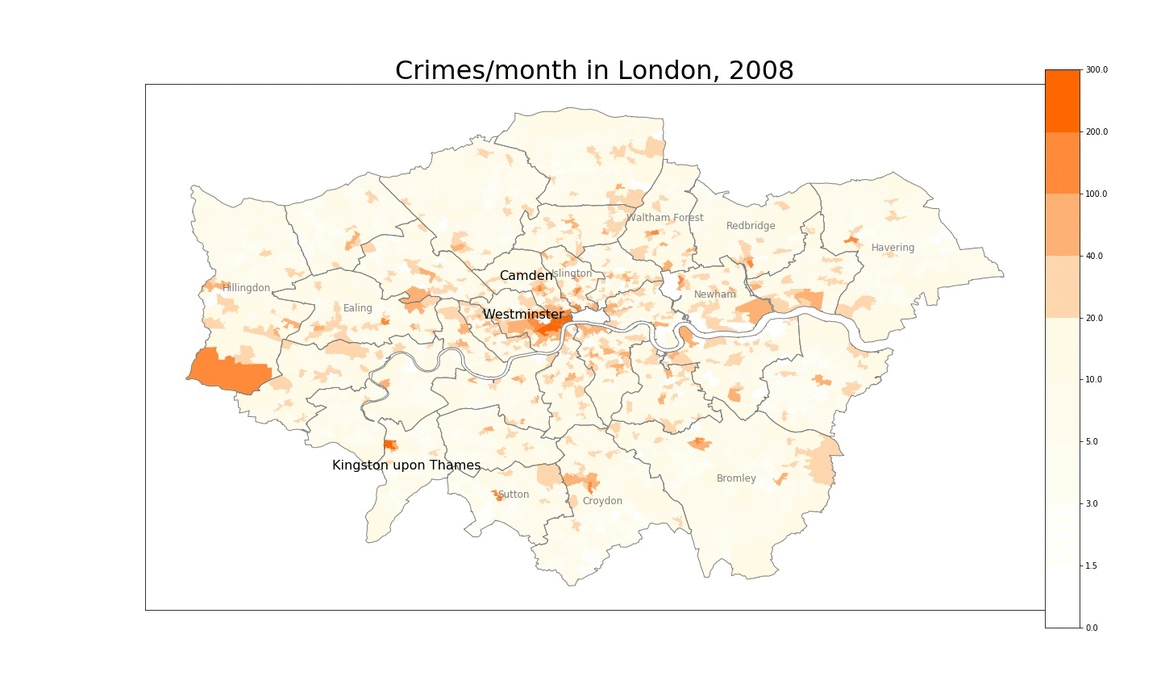 Crimes/month in London, 2008
300.0
200.0
100.0
40.0
20.0
10.0
5.0
3.0
1.5
0.0
Waltham Forest
Redbridge
Havering
Camden
Islington
Hillingdon
Newham
Ealing
Westminster
Kingston upon Thames
Bromley
Sutton
Croydon